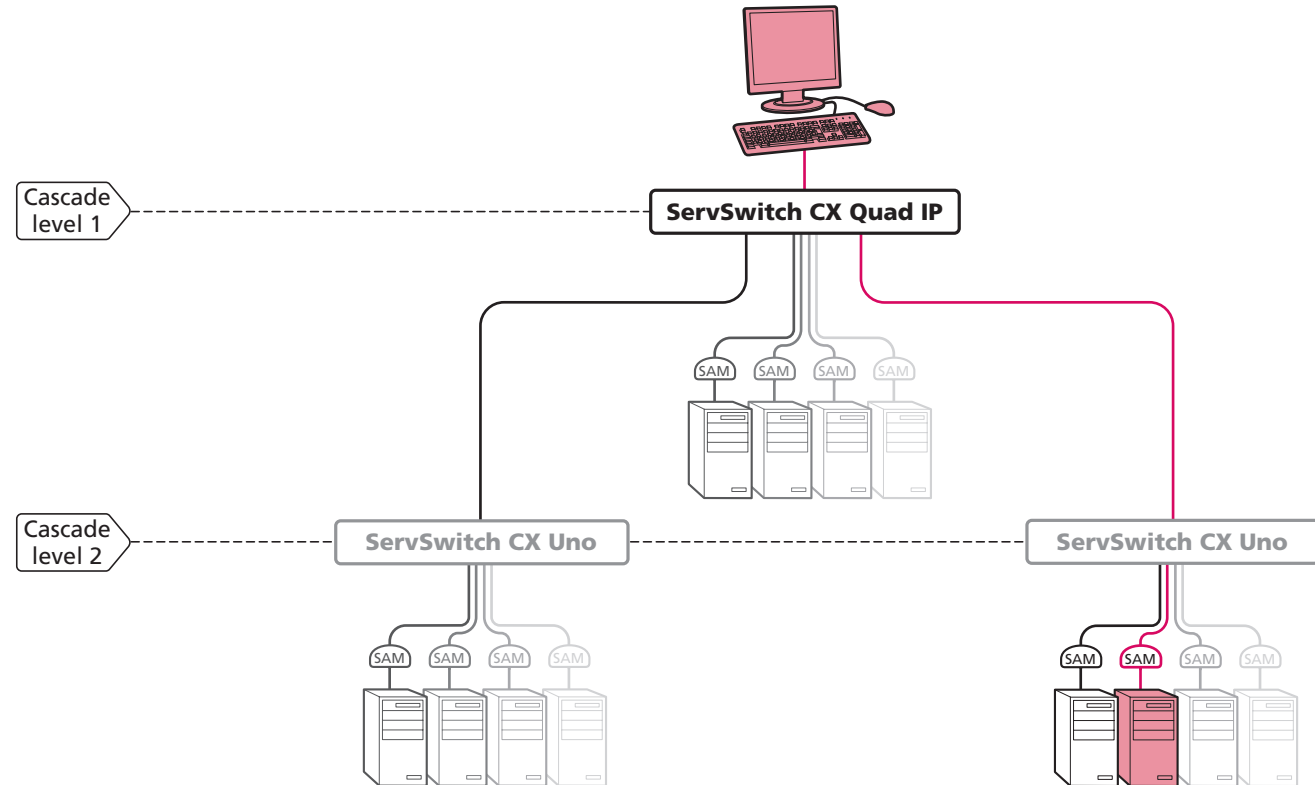 Cascade
level 1
ServSwitch CX Quad IP
SAM
SAM
SAM
SAM
Cascade
level 2
ServSwitch CX Uno
ServSwitch CX Uno
SAM
SAM
SAM
SAM
SAM
SAM
SAM
SAM